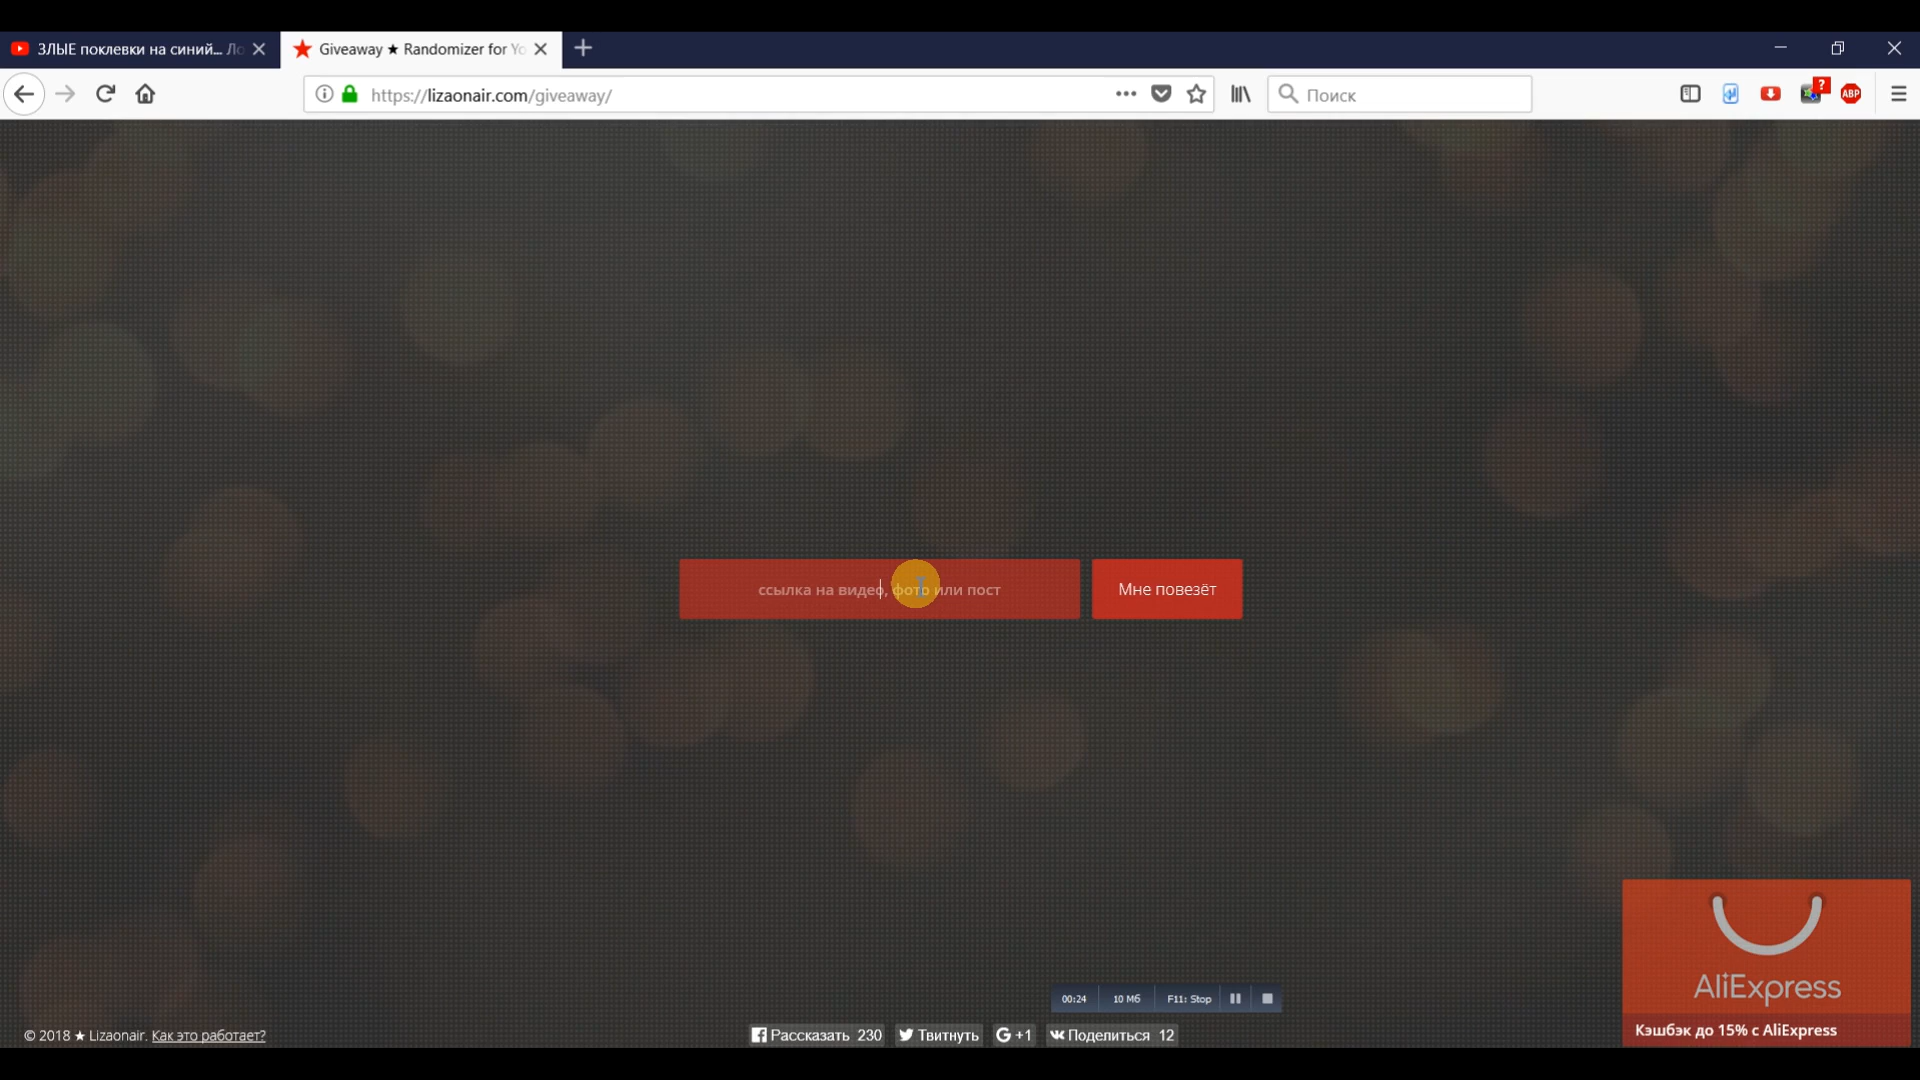 ЗЛЫЕ поклевки на синий... Ло
Giveaway ★ Randomizer for Yo
https://lizaonair.com/giveaway/
Поиск
?
ABP
ссылка на видео, фото или пост
Мне повезёт
AliExpress
Кэшбэк до 15% с AliExpress
00:24 10 Мб F11: Stop
© 2018 ★ Lizaonair. Как это работает?
Рассказать 230 Твитнуть G +1 Поделиться 12